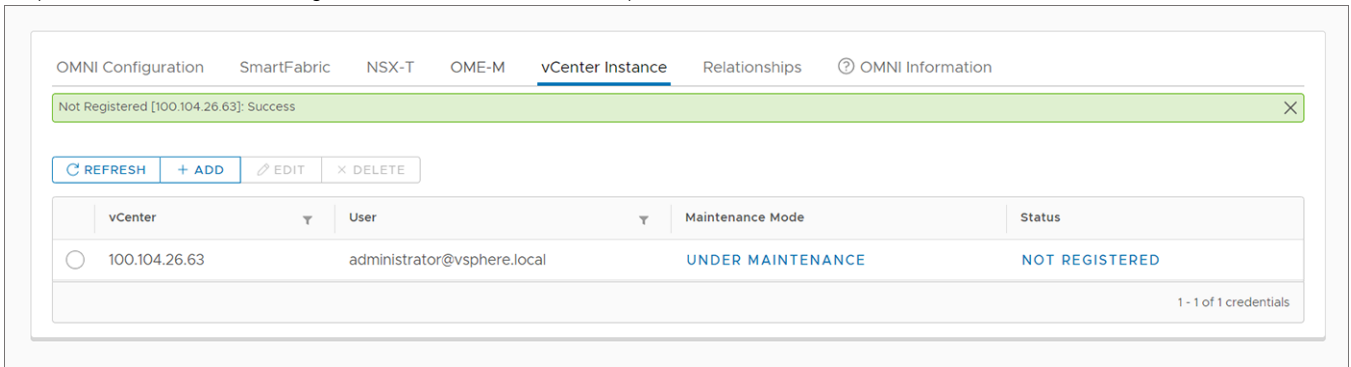 OMNI Configuration SmartFabric NSX-T OME-M vCenter Instance Relationships OMNI Information
Not Registered [100.104.26.63]: Success
REFRESH + ADD EDIT × DELETE
vCenter User Maintenance Mode Status
100.104.26.63 administrator@vsphere.local UNDER MAINTENANCE NOT REGISTERED
1 - 1 of 1 credentials